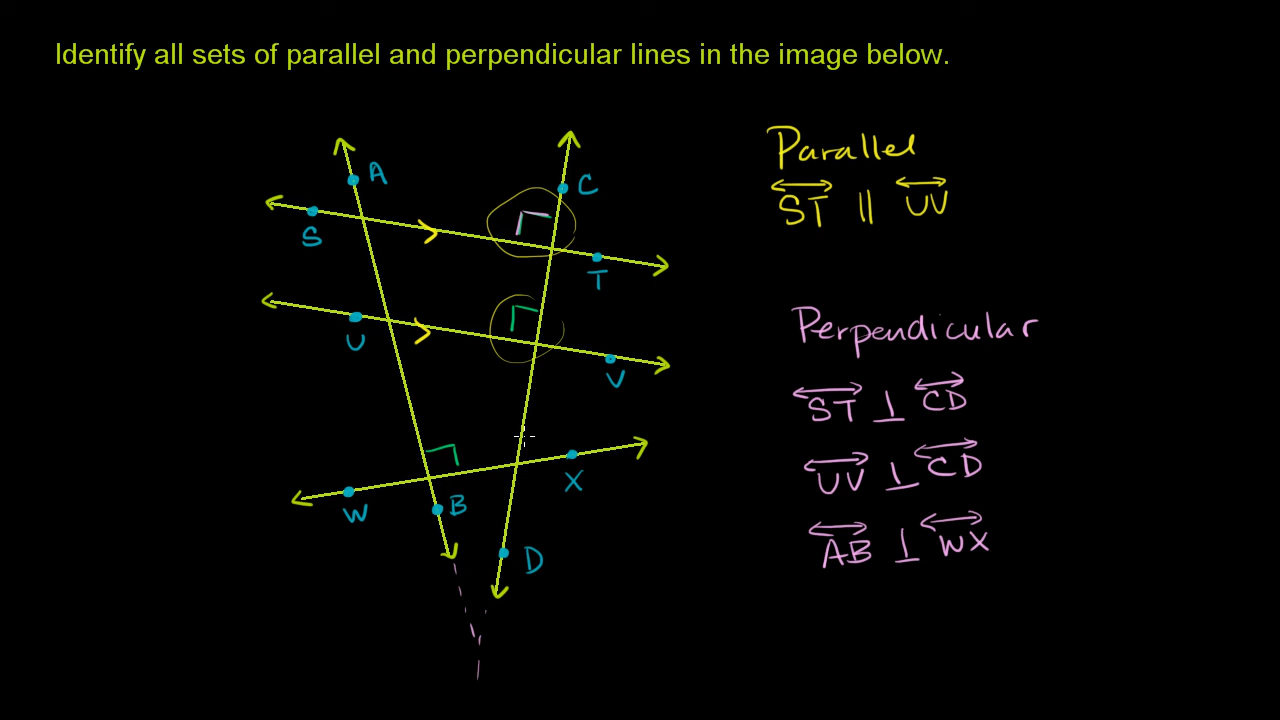 Identify all sets of parallel and perpendicular lines in the image below.
A
C
S
T
U
V
W
B
X
D
Parallel
ST || UV
Perpendicular
ST ⊥ CD
UV ⊥ CD
AB ⊥ WX